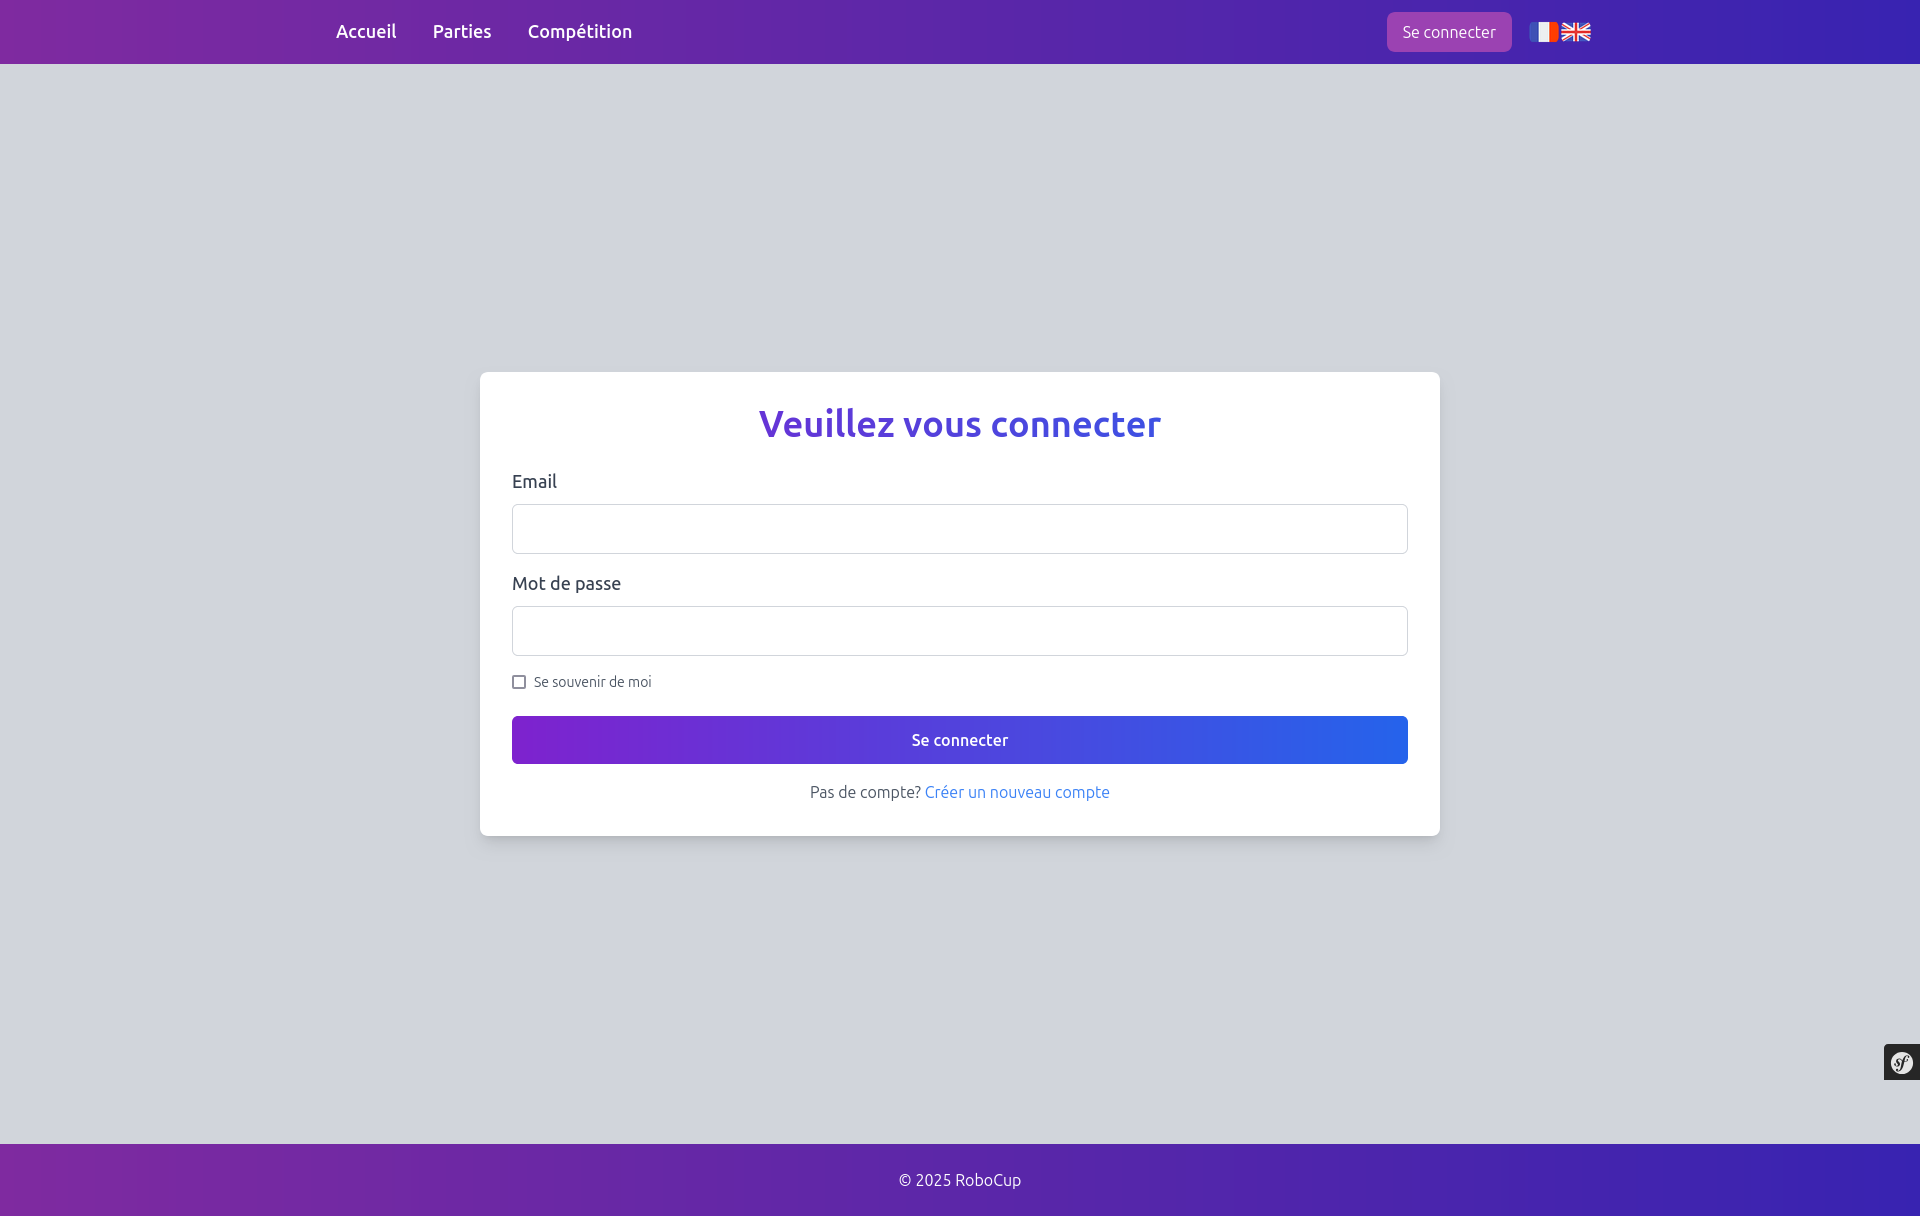 Accueil Parties Compétition Se connecter
Veuillez vous connecter
Email
Mot de passe
Se souvenir de moi
Se connecter
Pas de compte? Créer un nouveau compte
sf
© 2025 RoboCup